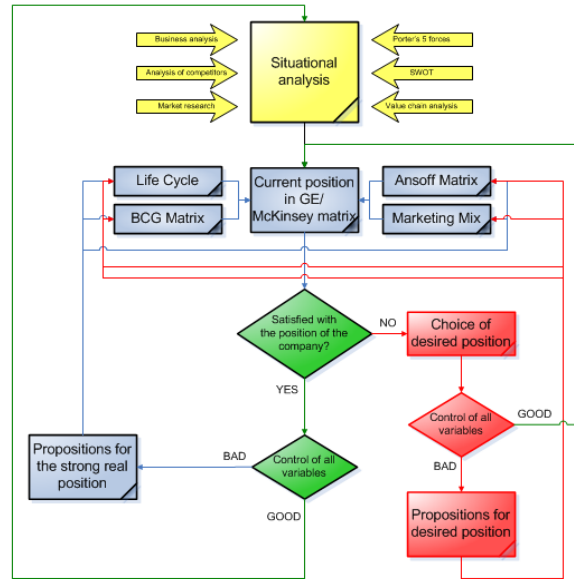 Business analysis
Analysis of competitors
Market research
Situational
analysis
Porter's 5 forces
SWOT
Value chain analysis
Life Cycle
BCG Matrix
Current position
in GE/
McKinsey matrix
Ansoff Matrix
Marketing Mix
Satisfied with
the position of the
company?
NO
Choice of
desired position
YES
Control of all
variables
GOOD
BAD
Propositions for
desired position
Control of all
variables
BAD
GOOD
Propositions for
the strong real
position